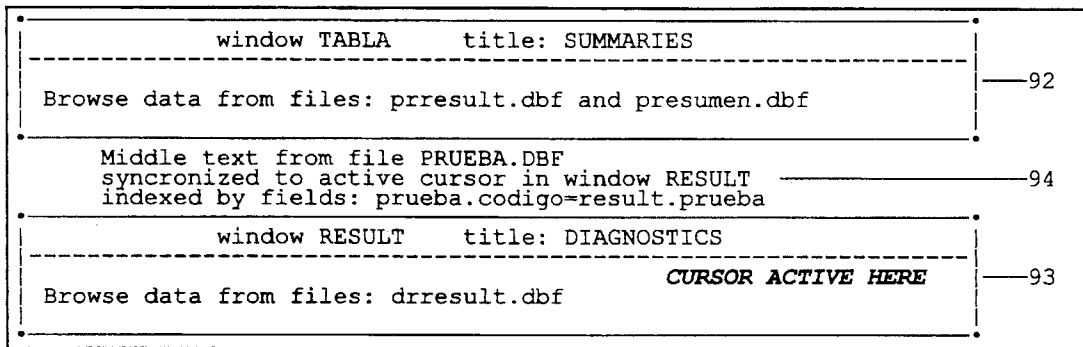 window TABLA title: SUMMARIES
92
Browse data from files: prresult.dbf and presumen.dbf
Middle text from file PRUEBA.DBF
syncronized to active cursor in window RESULT 94
indexed by fields: prueba.codigo=result.prueba
window RESULT title: DIAGNOSTICS
CURSOR ACTIVE HERE 93
Browse data from files: drresult.dbf